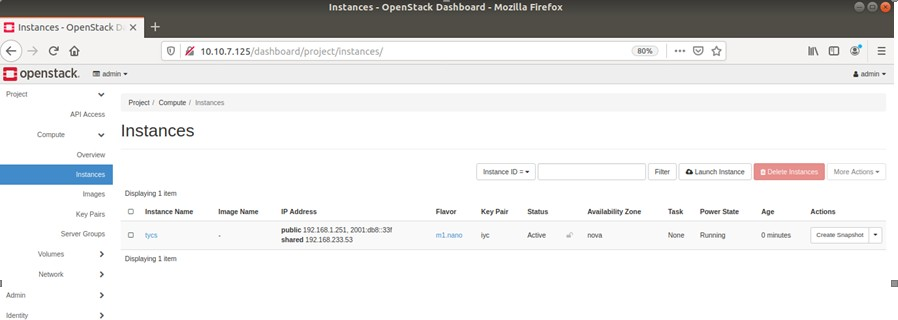 Instances - OpenStack Dashboard - Mozilla Firefox
Instances - OpenStack Da
10.10.7.125/dashboard/project/instances/
80%
openstack.
admin
admin
Project
API Access
Compute
Overview
Instances
Images
Key Pairs
Server Groups
Volumes
Network
Admin
Identity
Project / Compute / Instances
Instances
Instance ID = Filter Launch Instance Delete Instances More Actions
Displaying 1 item
Instance Name Image Name IP Address Flavor Key Pair Status Availability Zone Task Power State Age Actions
tycs - public 192.168.1.251, 2001:db8::33f m1.nano iyc Active nova None Running 0 minutes Create Snapshot
shared 192.168.233.53
Displaying 1 item